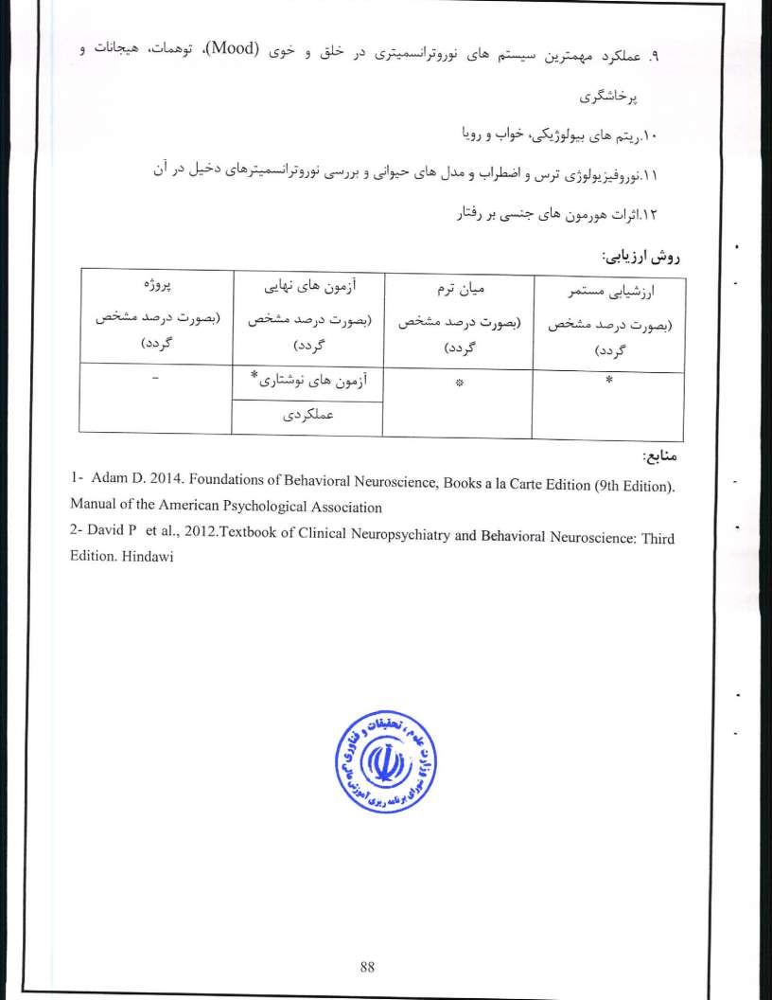 ۹. عملکرد مهمترین سیستم های نوروترانسمیتری در خلق و خوی (Mood)، توهمات، هیجانات و
پرخاشگری
۱۰.ریتم های بیولوژیکی، خواب و رویا
۱۱.نوروفیزیولوژی ترس و اضطراب و مدل های حیوانی و بررسی نوروترانسمیترهای دخیل در آن
۱۲.اثرات هورمون های جنسی بر رفتار
روش ارزیابی:
ارزشیابی مستمر
(بصورت درصد مشخص
گردد)
میان ترم
(بصورت درصد مشخص
گردد)
آزمون های نهایی
(بصورت درصد مشخص
گردد)
پروژه
(بصورت درصد مشخص
گردد)
*
*
آزمون های نوشتاری*
عملکردی
-
منابع:
1- Adam D. 2014. Foundations of Behavioral Neuroscience, Books a la Carte Edition (9th Edition).
Manual of the American Psychological Association
2- David P et al., 2012.Textbook of Clinical Neuropsychiatry and Behavioral Neuroscience: Third
Edition. Hindawi
وزارت علوم، تحقیقات و فناوری
شورای برنامه ریزی آموزش عالی
88